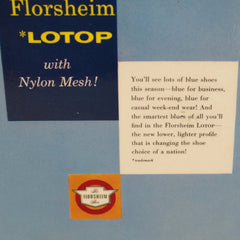 Florsheim
*LOTOP
with
Nylon Mesh!
You'll see lots of blue shoes
this season—blue for business,
blue for evening, blue for
casual week-end wear! And
the smartest blues of all you'll
find in the Florsheim Lotop—
the new lower, lighter profile
that is changing the shoe
choice of a nation!
*trademark
The
FLORSHEIM
Shoe